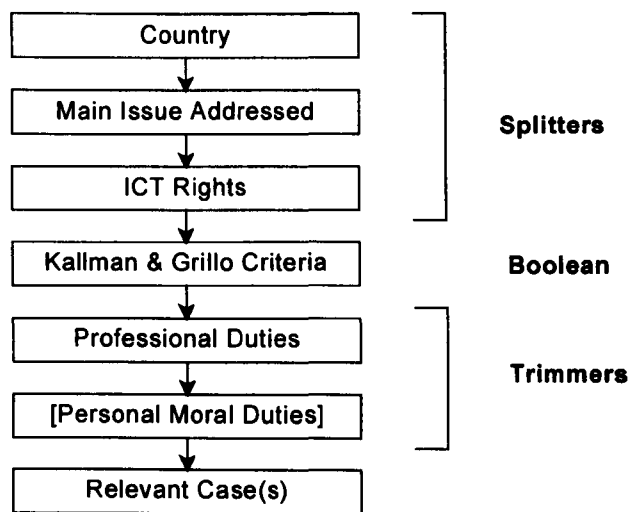 Country
Main Issue Addressed
ICT Rights
Splitters
Kallman & Grillo Criteria
Boolean
Professional Duties
[Personal Moral Duties]
Trimmers
Relevant Case(s)